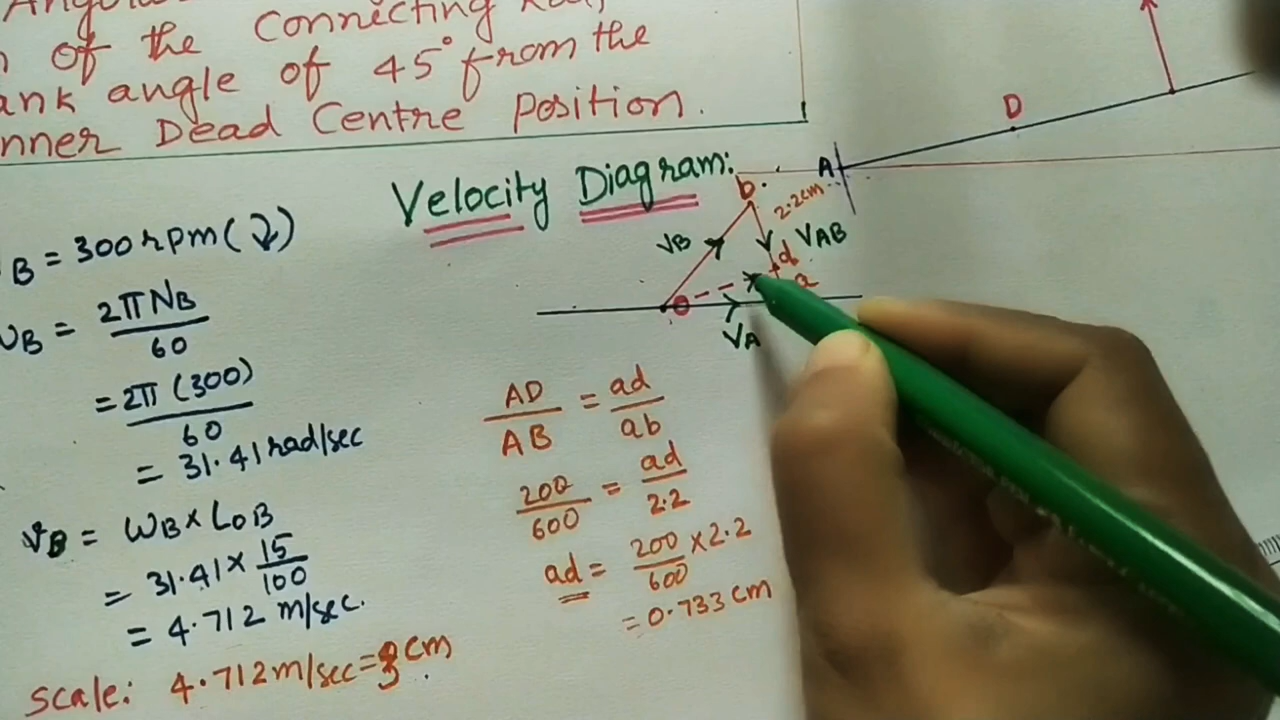 of the Connecting Rod,
ank angle of 45° from the
nner Dead Centre Position.
Velocity Diagram:
B = 300 rpm (
B = 2π NB / 60
= 2π (300) / 60
= 31.41 rad/sec
VB = ωB × LOB
= 31.41 × 15 / 100
= 4.712 m/sec.
Scale: 4.712 m/sec = 3 cm
b
2.2cm
VB
VAB
d
a
o
VA
A
D
AD / AB = ad / ab
200 / 600 = ad / 2.2
ad = 200 / 600 × 2.2
= 0.733 cm